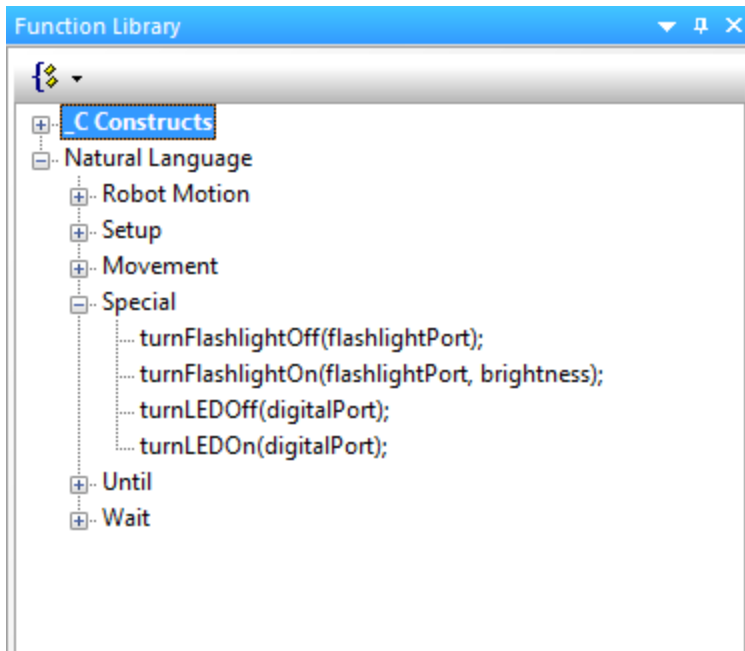 Function Library
_C Constructs
Natural Language
Robot Motion
Setup
Movement
Special
turnFlashlightOff(flashlightPort);
turnFlashlightOn(flashlightPort, brightness);
turnLEDOff(digitalPort);
turnLEDOn(digitalPort);
Until
Wait